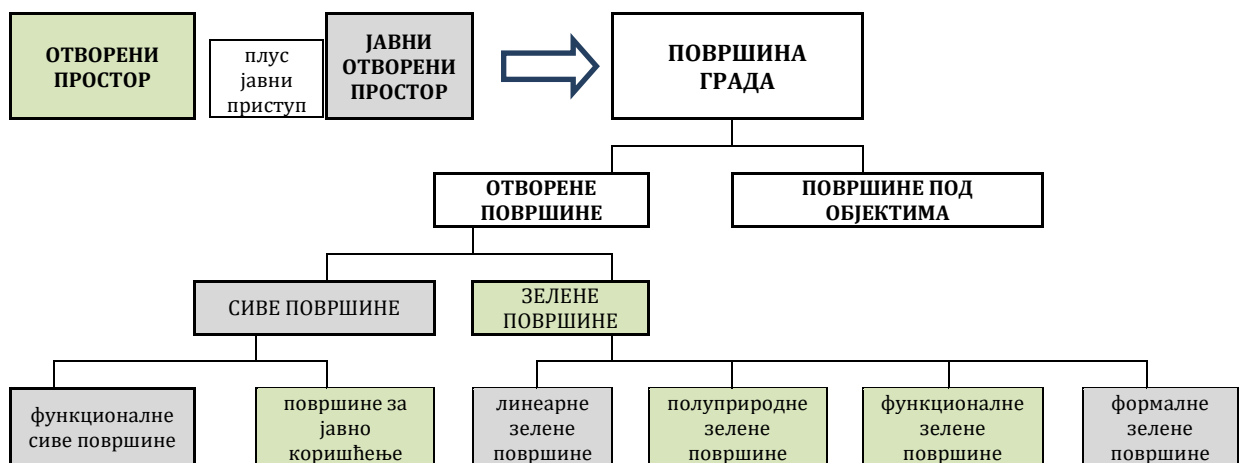 ОТВОРЕНИ
ПРОСТОР
плус
јавни
приступ
ЈАВНИ
ОТВОРЕНИ
ПРОСТОР
ПОВРШИНА
ГРАДА
ОТВОРЕНЕ
ПОВРШИНЕ
ПОВРШИНЕ ПОД
ОБЈЕКТИМА
СИВЕ ПОВРШИНЕ
ЗЕЛЕНЕ
ПОВРШИНЕ
функционалне
сиве површине
површине за
јавно
коришћење
линеарне
зелене
површине
полуприродне
зелене
површине
функционалне
зелене
површине
формалне
зелене
површине